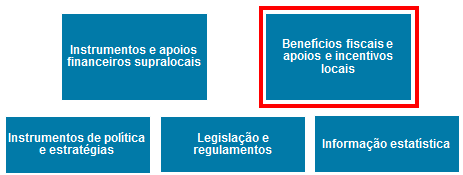 Instrumentos e apoios
financeiros supralocais
Benefícios fiscais e
apoios e incentivos
locais
Instrumentos de política
e estratégias
Legislação e
regulamentos
Informação estatística